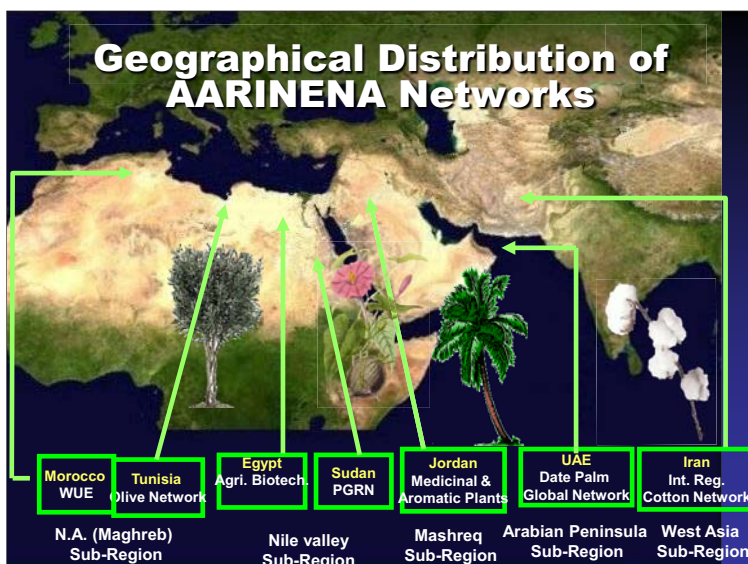 Geographical Distribution of
AARINENA Networks
Morocco
WUE
Tunisia
Olive Network
Egypt
Agri. Biotech.
Sudan
PGRN
Jordan
Medicinal &
Aromatic Plants
UAE
Date Palm
Global Network
Iran
Int. Reg.
Cotton Network
N.A. (Maghreb)
Sub-Region
Nile valley
Sub-Region
Mashreq
Sub-Region
Arabian Peninsula
Sub-Region
West Asia
Sub-Region